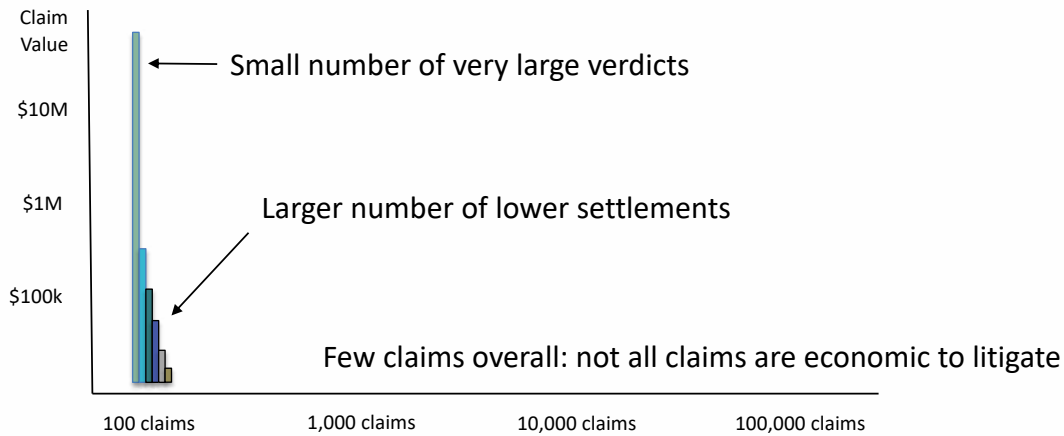 Claim
Value
Small number of very large verdicts
$10M
$1M
Larger number of lower settlements
$100k
Few claims overall: not all claims are economic to litigate
100 claims 1,000 claims 10,000 claims 100,000 claims